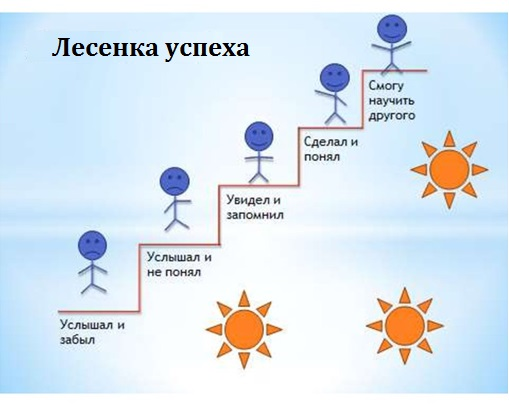 Лесенка успеха
Смогу
научить
другого
Сделал и
понял
Увидел и
запомнил
Услышал и
не понял
Услышал и
забыл